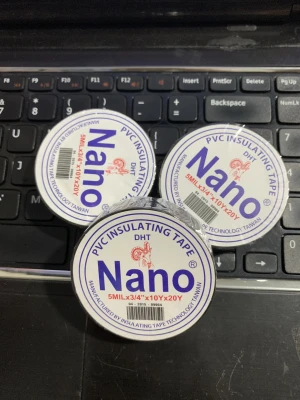 F8
F9
F10
F11
F12
Insert
PrtScr
Delete
PgUp
Backspace
NumLk
PVC INSULATING TAPE
DHT
Nano®
5MILx3/4"x10Yx20Y
PVC INSULATING TAPE
DHT
Nano®
5MILx3/4"x10Yx20Y
PVC INSULATING TAPE
DHT
Nano®
5MILx3/4"x10Yx20Y
MANUFACTURED BY INSULATING TAPE TECHNOLOGY TAIWAN